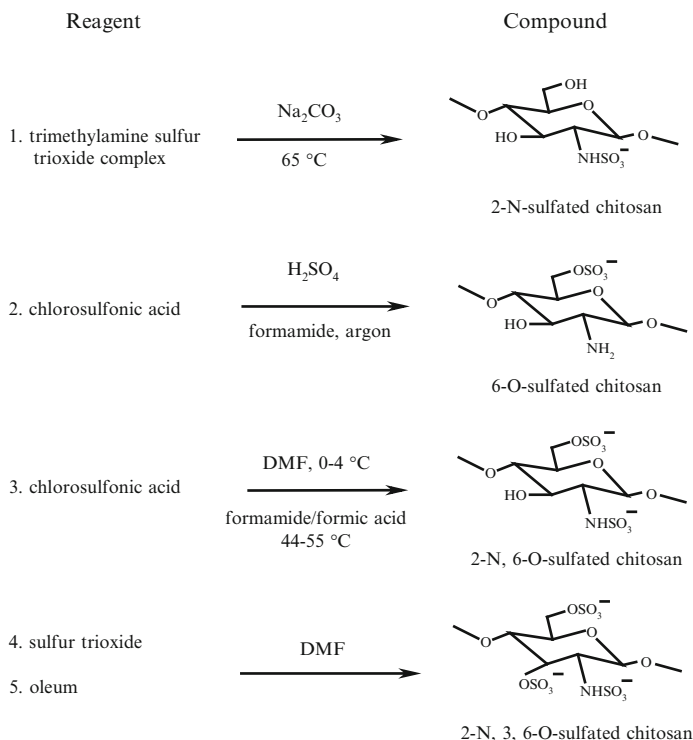 Reagent
Compound
1. trimethylamine sulfur
trioxide complex
Na₂CO₃
65 °C
OH
O
O
HO
O
NHSO₃⁻
2-N-sulfated chitosan
2. chlorosulfonic acid
H₂SO₄
formamide, argon
OSO₃⁻
O
O
HO
O
NH₂
6-O-sulfated chitosan
3. chlorosulfonic acid
DMF, 0-4 °C
formamide/formic acid
44-55 °C
OSO₃⁻
O
O
HO
O
NHSO₃⁻
2-N, 6-O-sulfated chitosan
4. sulfur trioxide
5. oleum
DMF
OSO₃⁻
O
O
O
OSO₃⁻
NHSO₃⁻
2-N, 3, 6-O-sulfated chitosan